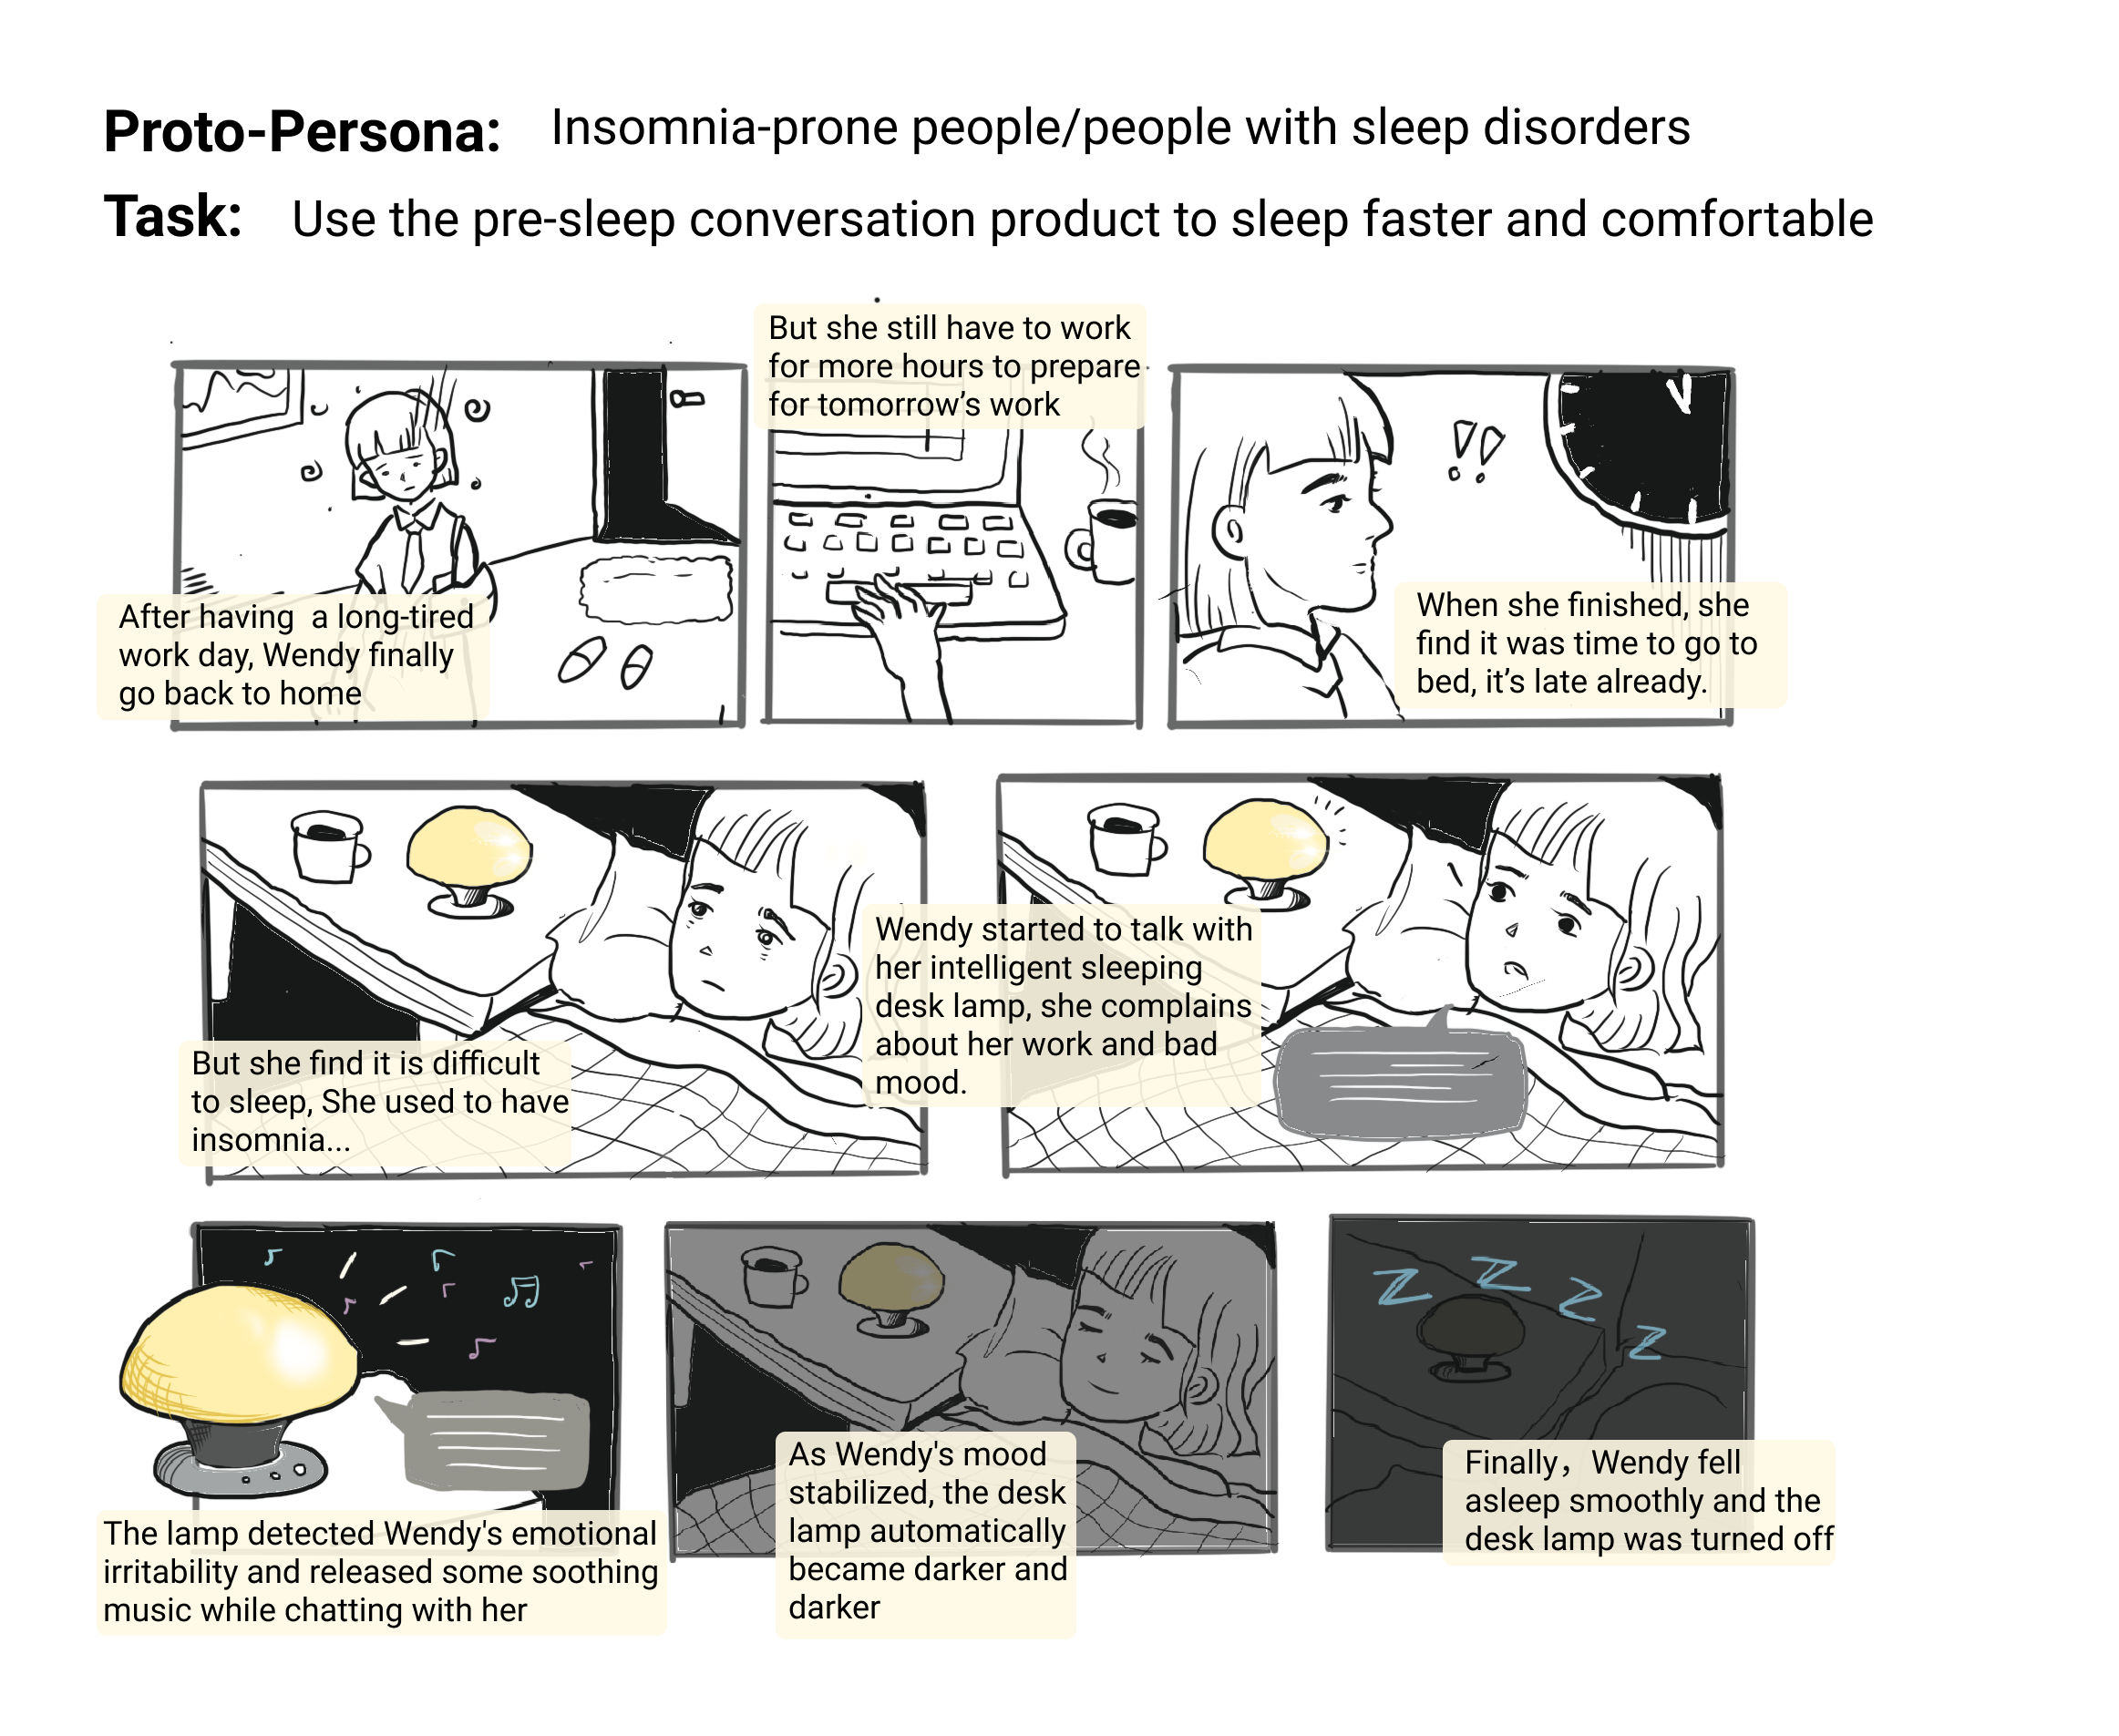 Proto-Persona: Insomnia-prone people/people with sleep disorders
Task: Use the pre-sleep conversation product to sleep faster and comfortable
After having a long-tired
work day, Wendy finally
go back to home
But she still have to work
for more hours to prepare
for tomorrow’s work
When she finished, she
find it was time to go to
bed, it’s late already.
But she find it is difficult
to sleep, She used to have
insomnia...
Wendy started to talk with
her intelligent sleeping
desk lamp, she complains
about her work and bad
mood.
The lamp detected Wendy's emotional
irritability and released some soothing
music while chatting with her
As Wendy's mood
stabilized, the desk
lamp automatically
became darker and
darker
Z Z Z Z
Finally，Wendy fell
asleep smoothly and the
desk lamp was turned off